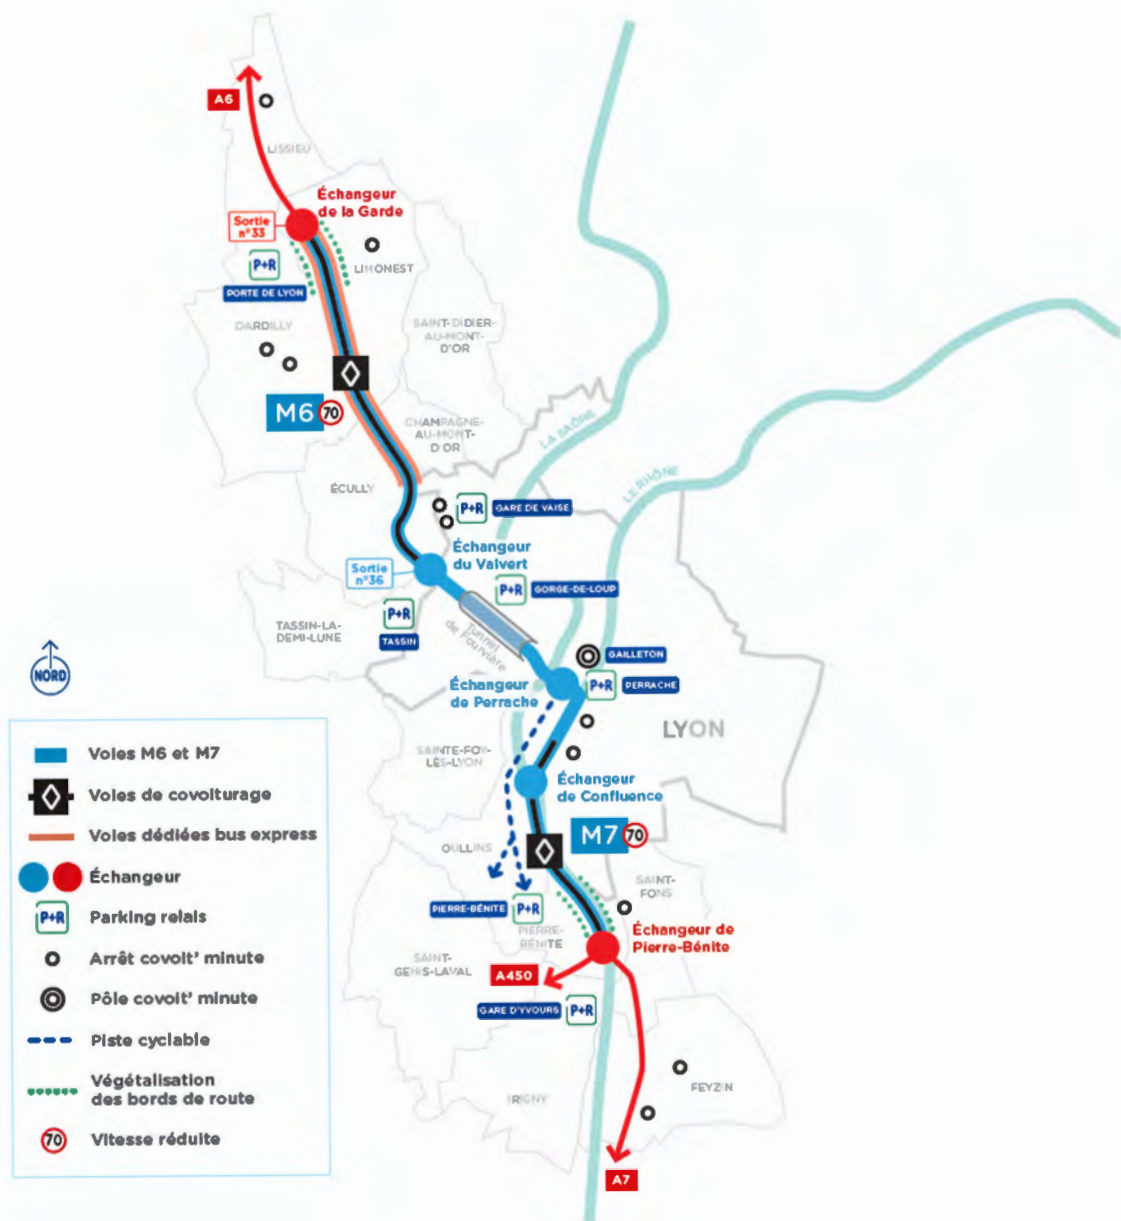 A6
LISSIEU
Échangeur
de la Garde
Sortie
n°33
P+R
LIMONEST
PORTE DE LYON
DARDILLY
SAINT-DIDIER-
AU-MONT-
D'OR
M6 70
CHAMPAGNE-
AU-MONT-
D'OR
LA SAÔNE
LE RHÔNE
ÉCULLY
P+R
GARE DE VAISE
Échangeur
du Valvert
Sortie
n°36
P+R
GORGE-DE-LOUP
P+R
TASSIN
TASSIN-LA-
DEMI-LUNE
Tunnel
de Fourvière
GAILLETON
Échangeur
de Perrache
P+R
PERRACHE
NORD
LYON
SAINTE-FOY-
LÈS-LYON
Échangeur
de Confluence
M7 70
OULLINS
SAINT-
FONS
PIERRE-BÉNITE
P+R
PIERRE-
BÉNITE
Échangeur de
Pierre-Bénite
SAINT-
GENIS-LAVAL
A450
GARE D'YVOURS
P+R
FEYZIN
IRIGNY
A7
Voies M6 et M7
Voies de covoiturage
Voies dédiées bus express
Échangeur
P+R
Parking relais
Arrêt covoit' minute
Pôle covoit' minute
Piste cyclable
Végétalisation
des bords de route
70
Vitesse réduite